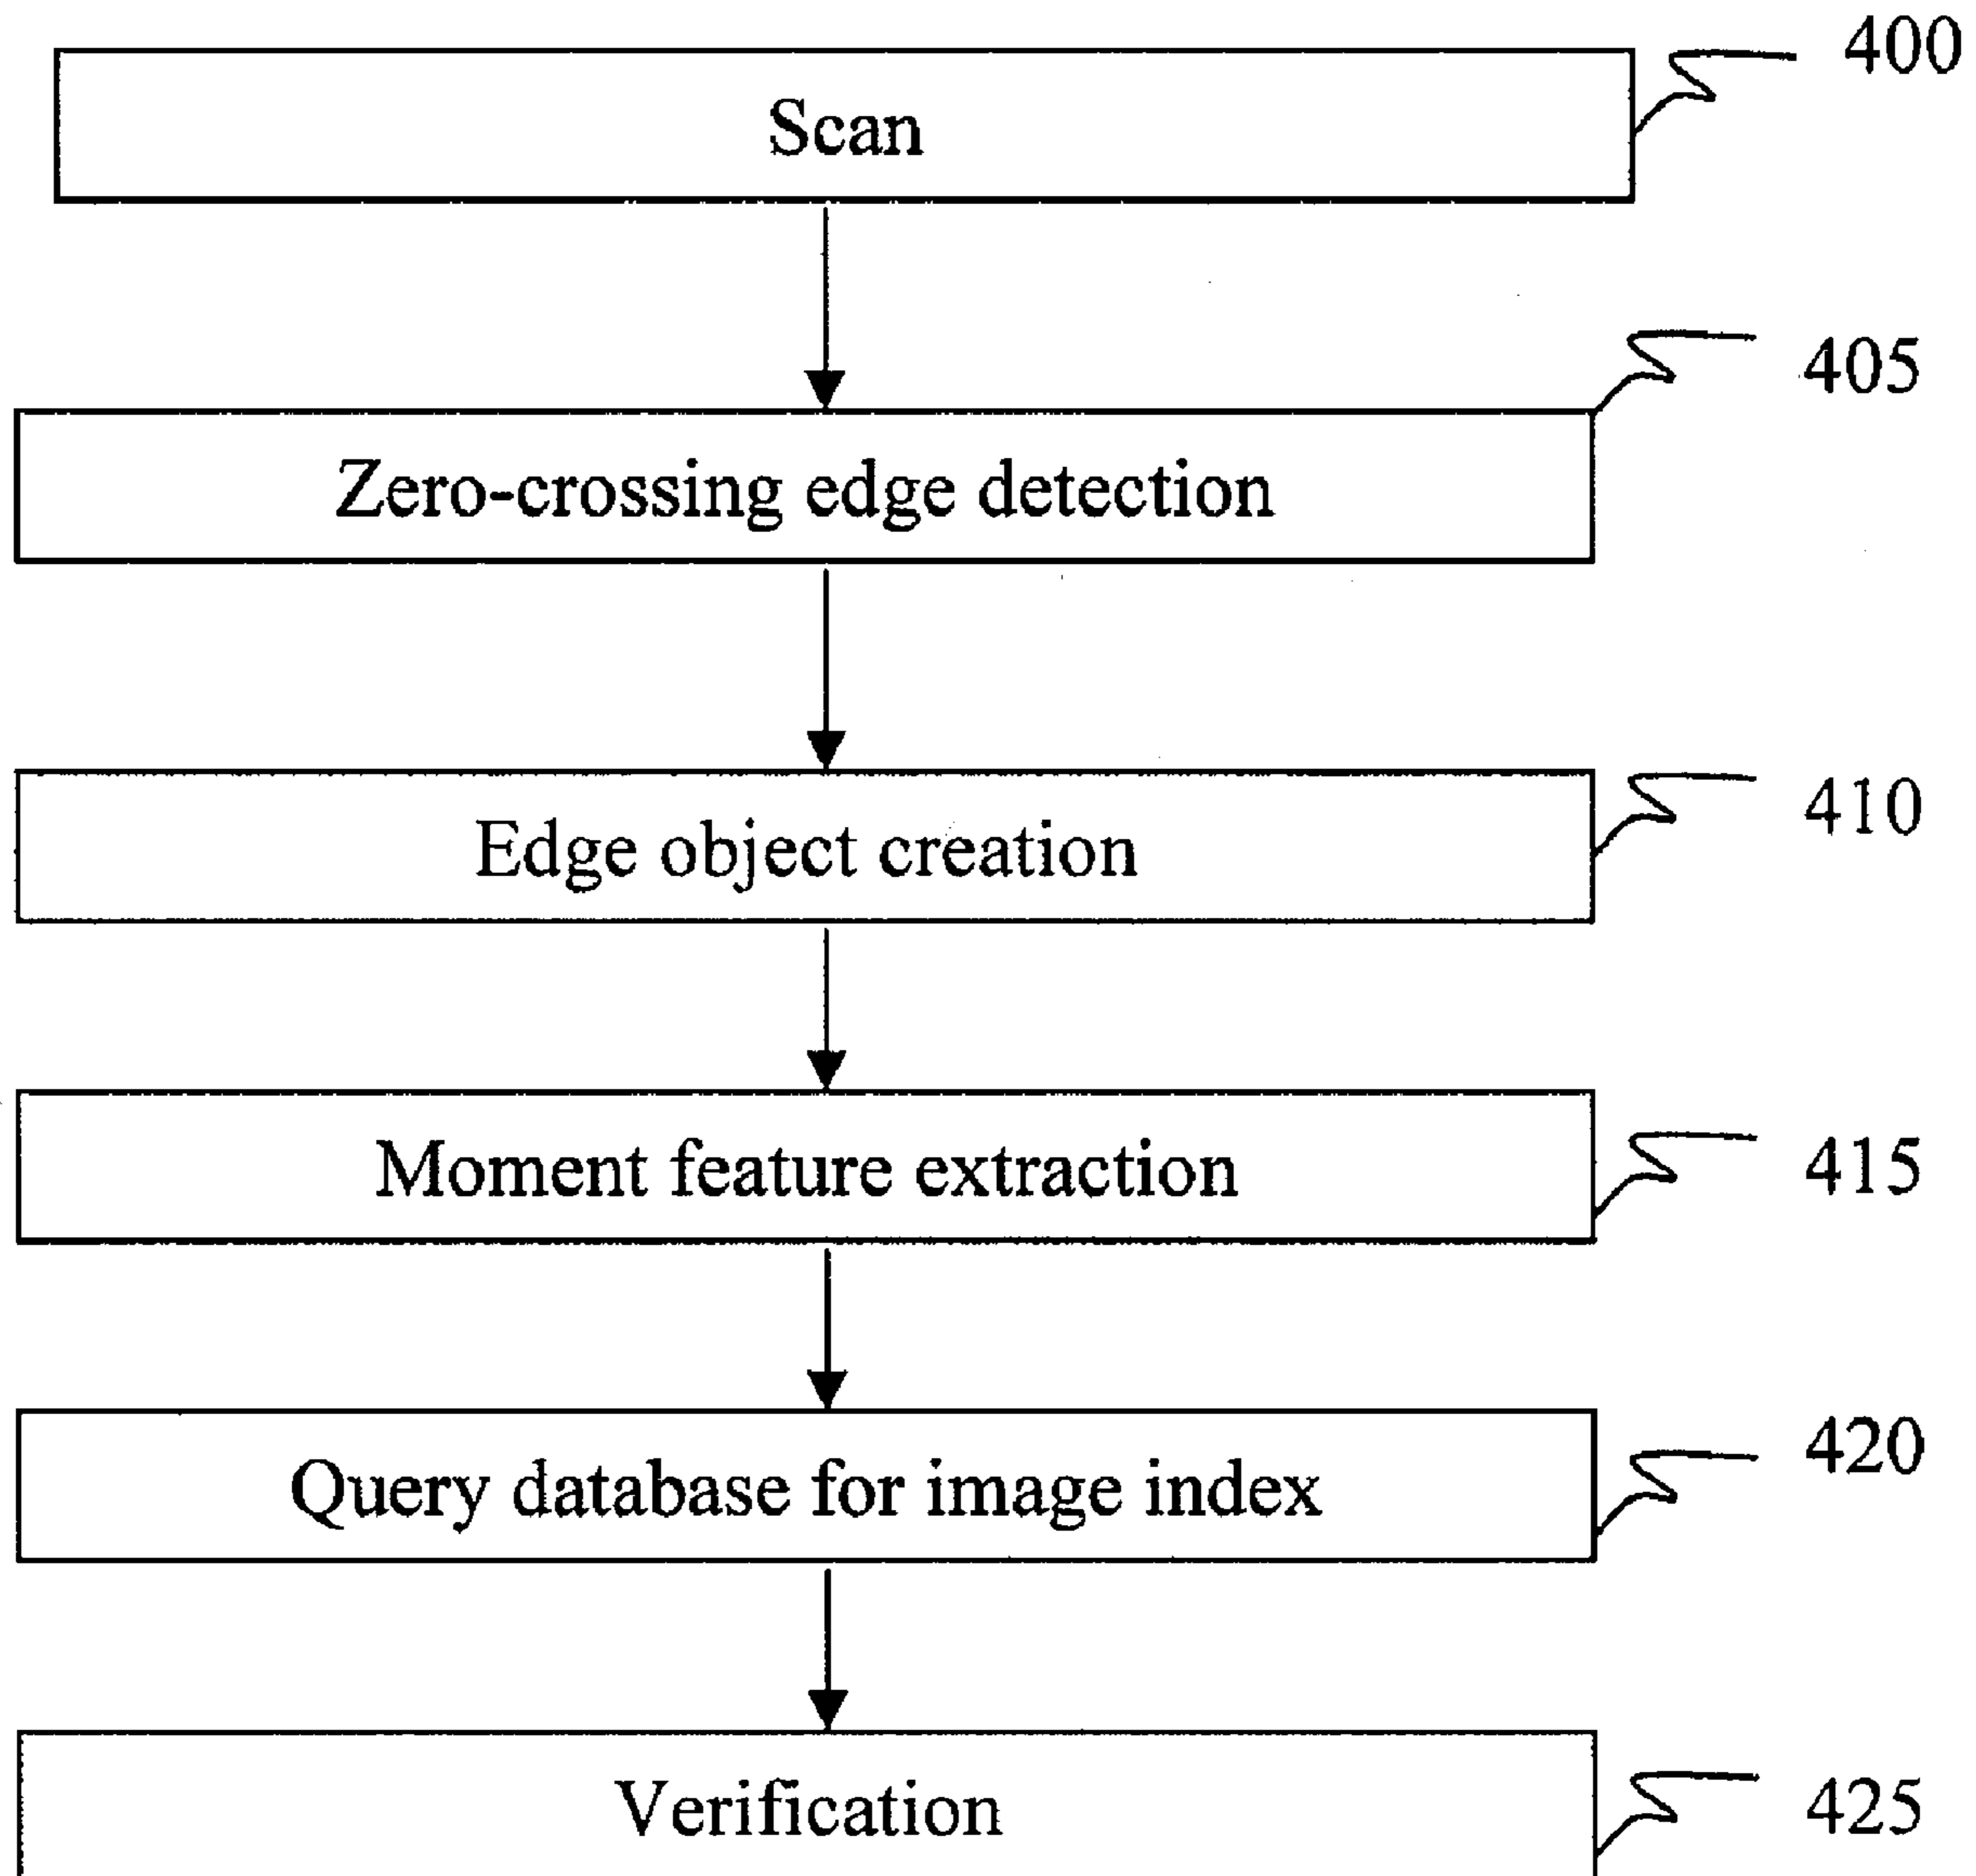 400
Scan
405
Zero-crossing edge detection
410
Edge object creation
415
Moment feature extraction
420
Query database for image index
425
Verification